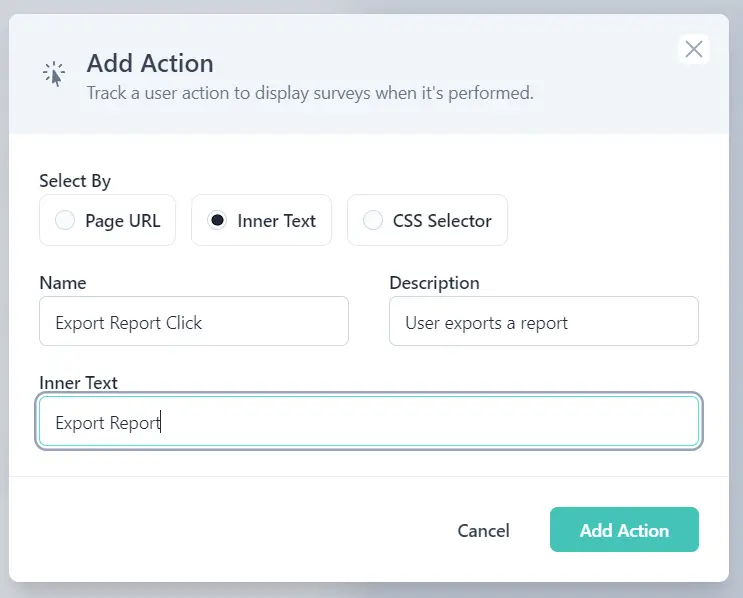 Add Action
Track a user action to display surveys when it's performed.
Select By
Page URL
Inner Text
CSS Selector
Name
Description
Export Report Click
User exports a report
Inner Text
Export Report
Cancel
Add Action